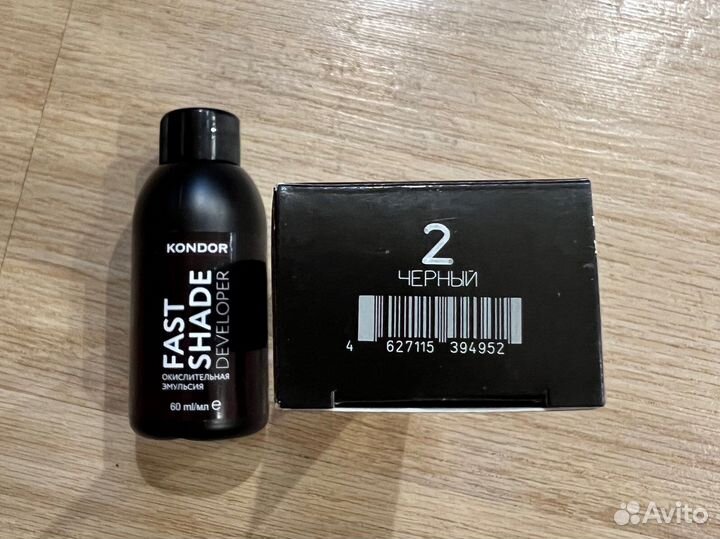 KONDOR
FAST
SHADE
DEVELOPER
ОКИСЛИТЕЛЬНАЯ
ЭМУЛЬСИЯ
60 ml/мл e
2
ЧЕРНЫЙ
4 627115 394952
Avito